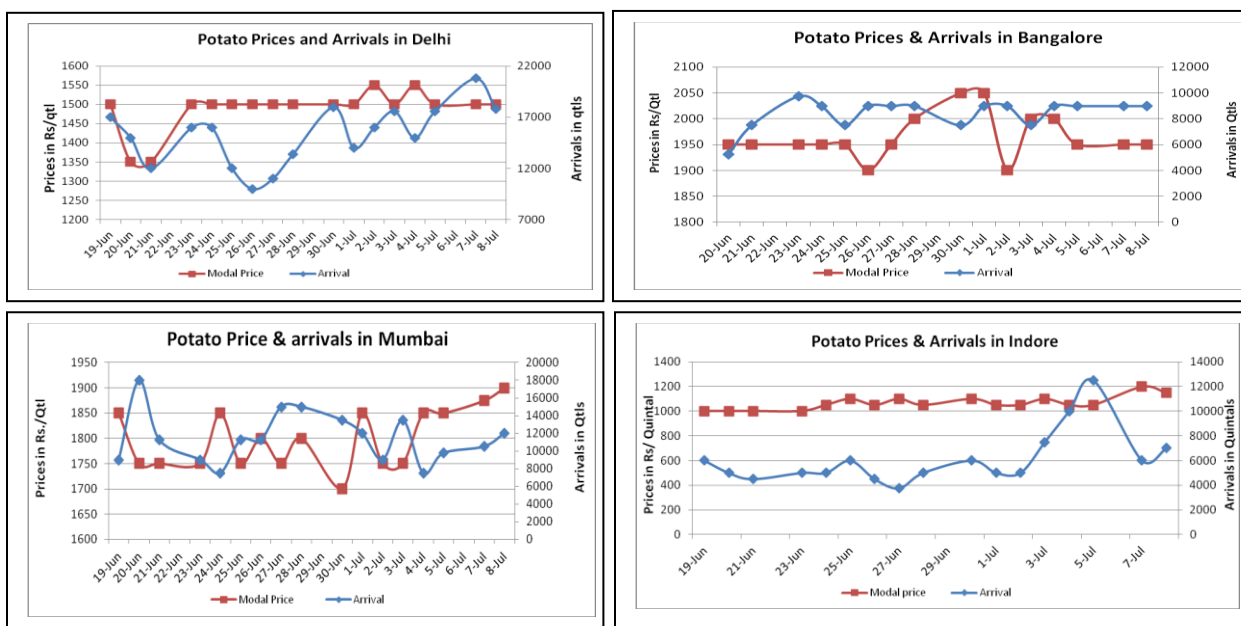 Potato Prices and Arrivals in Delhi
Prices in Rs/qtl
1600
1550
1500
1450
1400
1350
1300
1250
1200
22000
17000
12000
7000
Arrivals in qtls
19-Jun
20-Jun
21-Jun
22-Jun
23-Jun
24-Jun
25-Jun
26-Jun
27-Jun
28-Jun
29-Jun
30-Jun
1-Jul
2-Jul
3-Jul
4-Jul
5-Jul
6-Jul
7-Jul
8-Jul
Modal Price
Arrival
Potato Prices & Arrivals in Bangalore
Prices in Rs/Qtl
2100
2050
2000
1950
1900
1850
1800
12000
10000
8000
6000
4000
2000
0
Arrivals in Qtls
20-Jun
21-Jun
22-Jun
23-Jun
24-Jun
25-Jun
26-Jun
27-Jun
28-Jun
29-Jun
30-Jun
1-Jul
2-Jul
3-Jul
4-Jul
5-Jul
6-Jul
7-Jul
8-Jul
Modal Price
Arrival
Potato Price & arrivals in Mumbai
Prices in Rs./Qtl
1950
1900
1850
1800
1750
1700
1650
1600
20000
18000
16000
14000
12000
10000
8000
6000
4000
2000
0
Arrivals in Qtls
19-Jun
20-Jun
21-Jun
22-Jun
23-Jun
24-Jun
25-Jun
26-Jun
27-Jun
28-Jun
29-Jun
30-Jun
1-Jul
2-Jul
3-Jul
4-Jul
5-Jul
6-Jul
7-Jul
8-Jul
Modal Price
Arrival
Potato Prices & Arrivals in Indore
Prices in Rs/ Quintal
1400
1200
1000
800
600
400
200
0
14000
12000
10000
8000
6000
4000
2000
0
Arrivals in Quintals
19-Jun
21-Jun
23-Jun
25-Jun
27-Jun
29-Jun
1-Jul
3-Jul
5-Jul
7-Jul
Modal price
Arrival